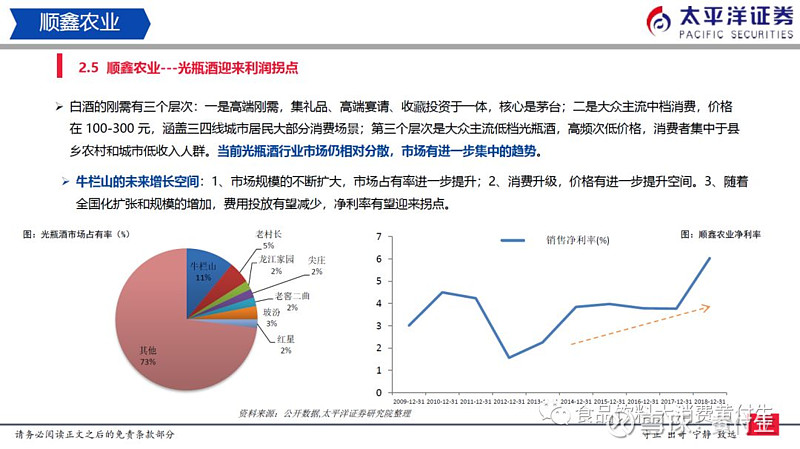 顺鑫农业
太平洋证券
PACIFIC SECURITIES
2.5 顺鑫农业---光瓶酒迎来利润拐点
白酒的刚需有三个层次：一是高端刚需，集礼品、高端宴请、收藏投资于一体，核心是茅台；二是大众主流中档消费，价格
在 100-300 元，涵盖三四线城市居民大部分消费场景；第三个层次是大众主流低档光瓶酒，高频次低价格，消费者集中于县
乡农村和城市低收入人群。当前光瓶酒行业市场仍相对分散，市场有进一步集中的趋势。
牛栏山的未来增长空间：1、市场规模的不断扩大，市场占有率进一步提升；2、消费升级，价格有进一步提升空间。3、随着
全国化扩张和规模的增加，费用投放有望减少，净利率有望迎来拐点。
图：光瓶酒市场占有率（%）
牛栏山
11%
老村长
5%
龙江家园
2%
尖庄
2%
老窖二曲
2%
玻汾
3%
红星
2%
其他
73%
销售净利率(%)
图：顺鑫农业净利率
7
6
5
4
3
2
1
0
2009-12-31 2010-12-31 2011-12-31 2012-12-31 2013-12-31 2014-12-31 2015-12-31 2016-12-31 2017-12-31 2018-12-31
资料来源：公开数据,太平洋证券研究院整理
食品饮料大消费黄付生
请务必阅读正文之后的免责条款部分
守正 出奇 宁静 致远